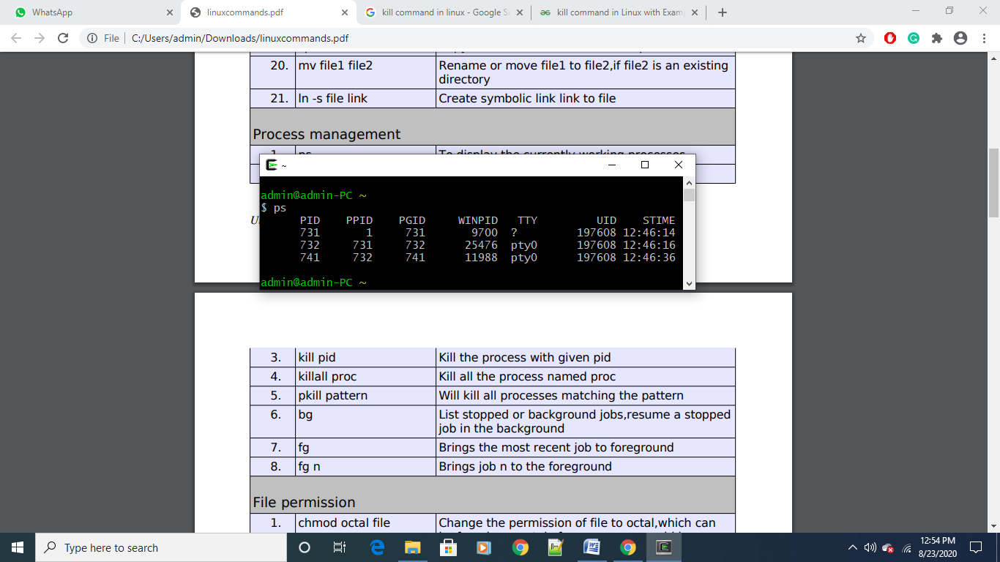 WhatsApp
linuxcommands.pdf
kill command in linux - Google S
kill command in Linux with Exam
File
C:/Users/admin/Downloads/linuxcommands.pdf
20. mv file1 file2 Rename or move file1 to file2,if file2 is an existing
directory
21. ln -s file link Create symbolic link link to file
Process management
1. ps To display the currently working processes
~
admin@admin-PC ~
$ ps
PID PPID PGID WINPID TTY UID STIME
731 1 731 9700 ? 197608 12:46:14
732 731 732 25476 pty0 197608 12:46:16
741 732 741 11988 pty0 197608 12:46:36
admin@admin-PC ~
3. kill pid Kill the process with given pid
4. killall proc Kill all the process named proc
5. pkill pattern Will kill all processes matching the pattern
6. bg List stopped or background jobs,resume a stopped
job in the background
7. fg Brings the most recent job to foreground
8. fg n Brings job n to the foreground
File permission
1. chmod octal file Change the permission of file to octal,which can
Type here to search
12:54 PM
8/23/2020